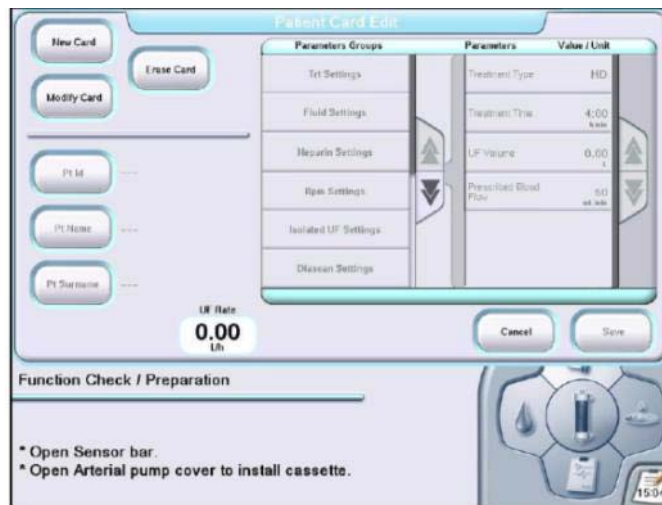 Patient Card Edit
New Card
Erase Card
Modify Card
Pt Id ---
Pt Name ---
Pt Surname ---
Parameters Groups
Trt Settings
Fluid Settings
Heparin Settings
Bpm Settings
Isolated UF Settings
Diascan Settings
Parameters Value / Unit
Treatment Type HD
Treatment Time 4:00
h:min
UF Volume 0.00
L
Prescribed Blood
Flow 50
mL/min
UF Rate
0.00
L/h
Cancel
Save
Function Check / Preparation
* Open Sensor bar.
* Open Arterial pump cover to install cassette.